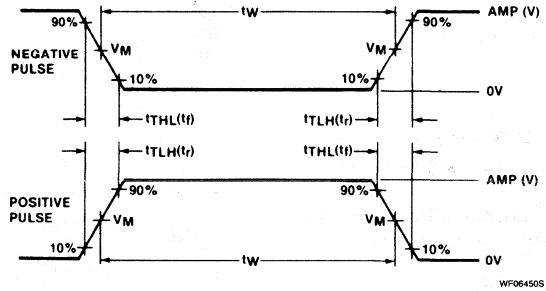 90% tW 90% AMP (V)
NEGATIVE PULSE VM VM
10% 10% 0V
tTHL(tf) tTLH(tr)
tTLH(tr) tTHL(tf)
90% 90% AMP (V)
POSITIVE PULSE VM VM
10% 10% 0V
tW
WF06450S